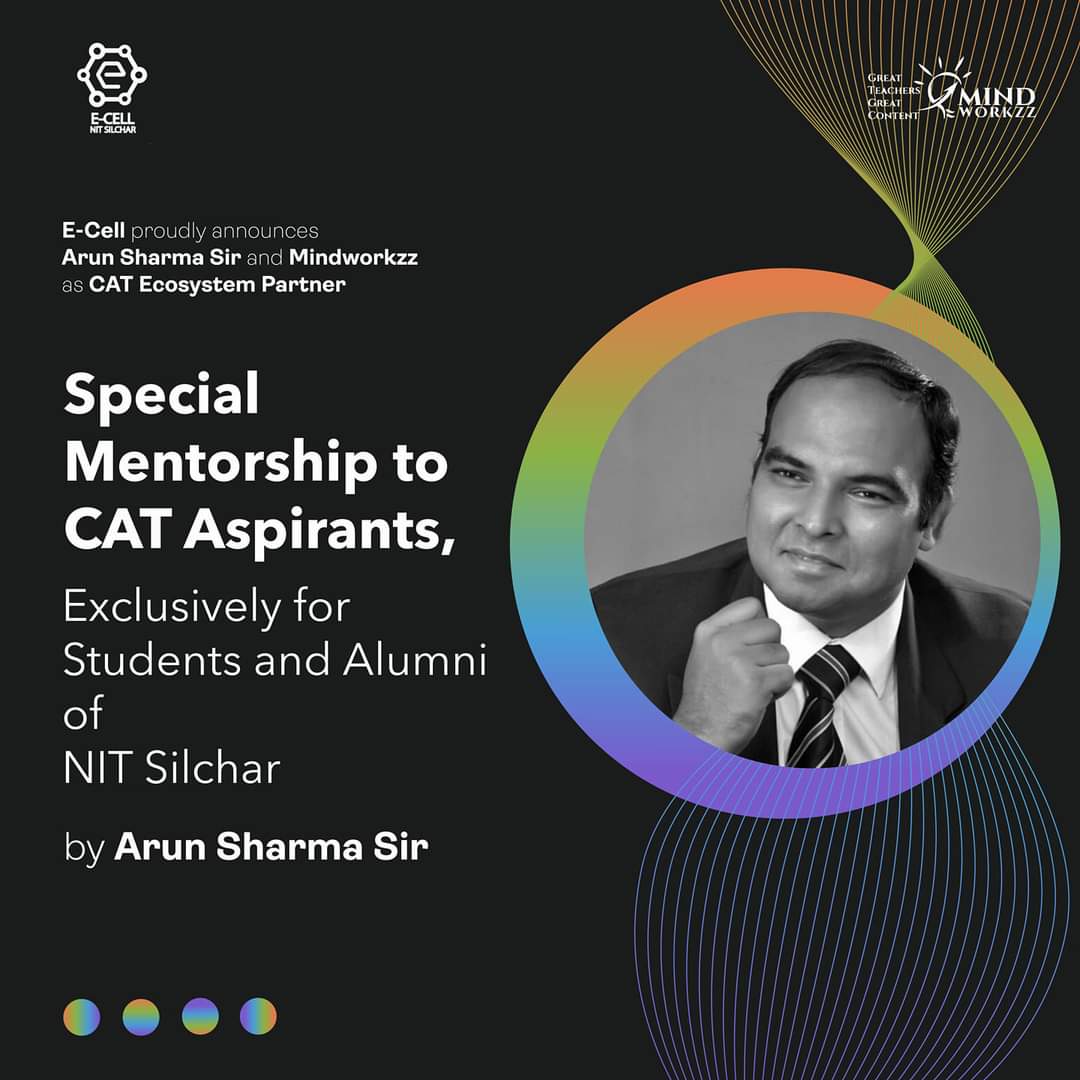 E-CELL
NIT SILCHAR
GREAT
TEACHERS
GREAT
CONTENT
MIND
WORKZZ
E-Cell proudly announces
Arun Sharma Sir and Mindworkzz
as CAT Ecosystem Partner
Special
Mentorship to
CAT Aspirants,
Exclusively for
Students and Alumni
of
NIT Silchar
by Arun Sharma Sir